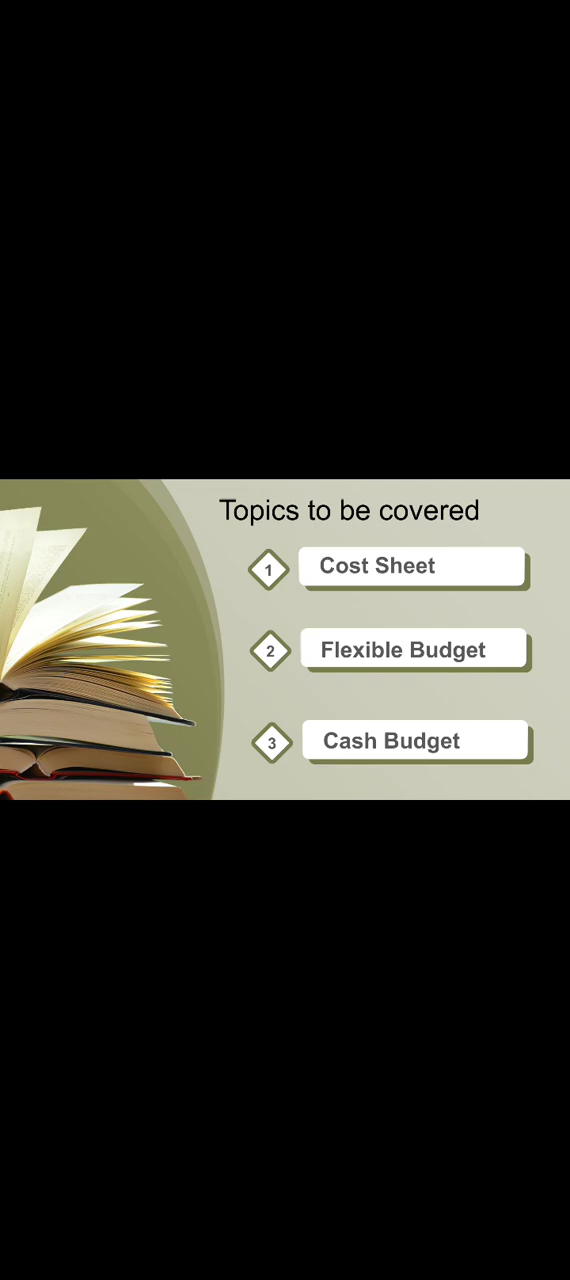 Topics to be covered
1 Cost Sheet
2 Flexible Budget
3 Cash Budget